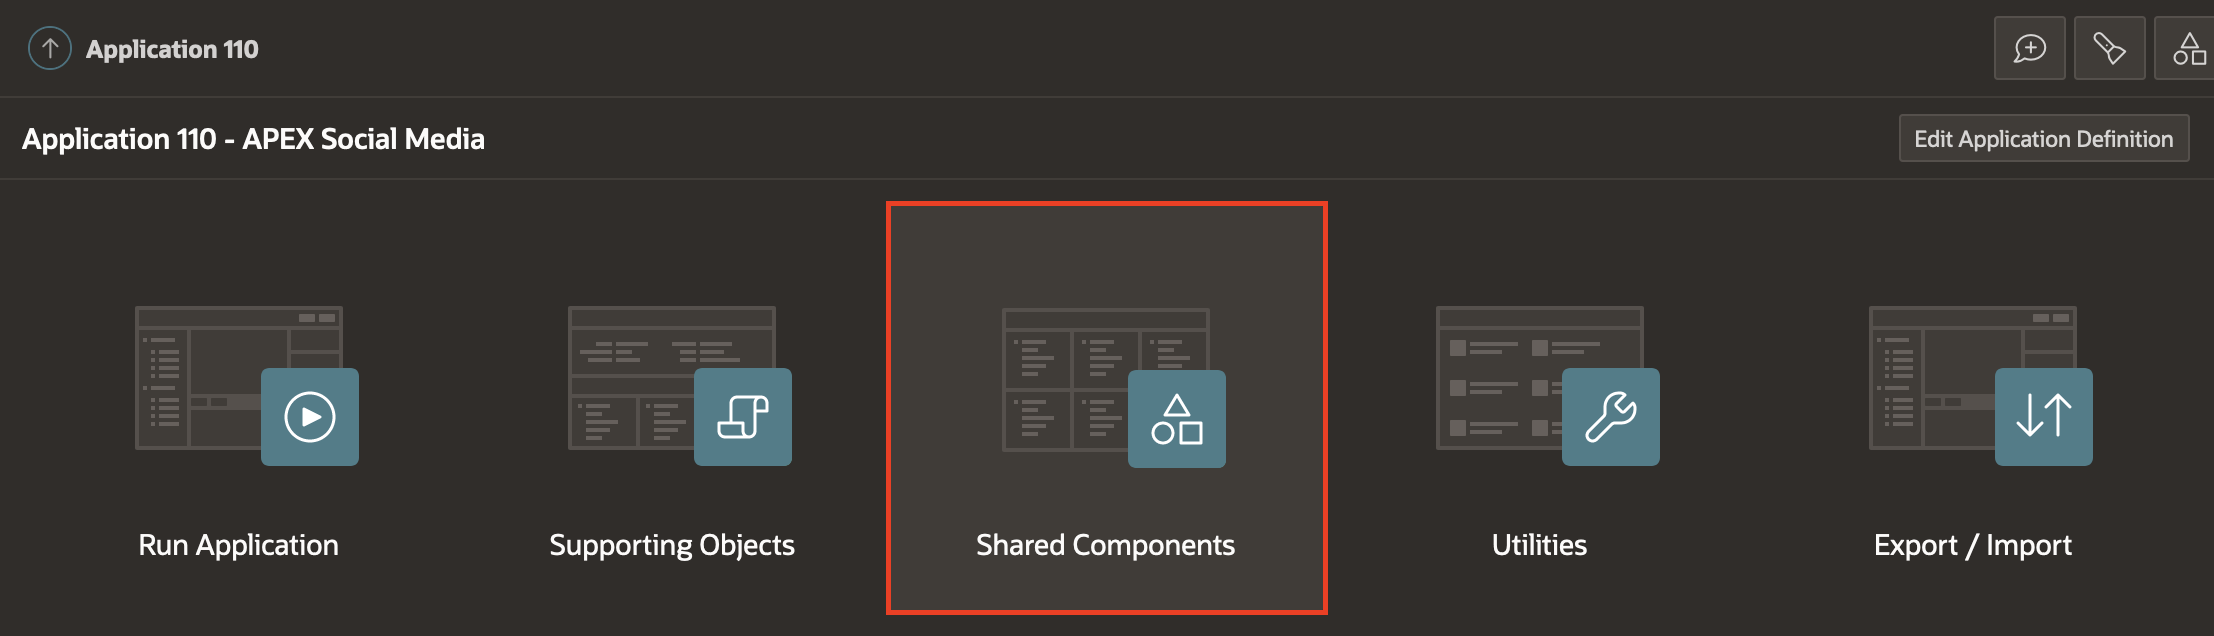 Application 110
Application 110 - APEX Social Media
Edit Application Definition
Run Application
Supporting Objects
Shared Components
Utilities
Export / Import